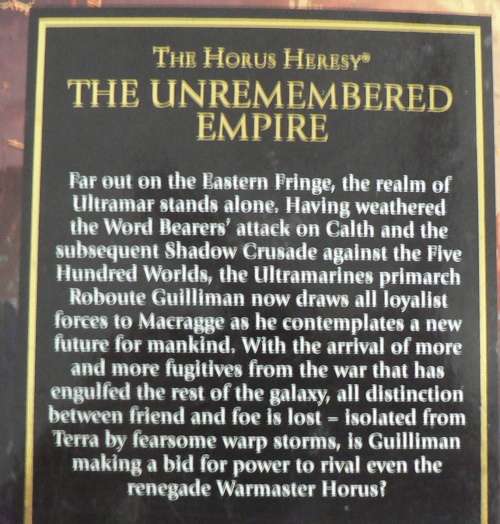 THE HORUS HERESY®
THE UNREMEMBERED
EMPIRE
Far out on the Eastern Fringe, the realm of
Ultramar stands alone. Having weathered
the Word Bearers' attack on Calth and the
subsequent Shadow Crusade against the Five
Hundred Worlds, the Ultramarines primarch
Roboute Guilliman now draws all loyalist
forces to Macragge as he contemplates a new
future for mankind. With the arrival of more
and more fugitives from the war that has
engulfed the rest of the galaxy, all distinction
between friend and foe is lost – isolated from
Terra by fearsome warp storms, is Guilliman
making a bid for power to rival even the
renegade Warmaster Horus?